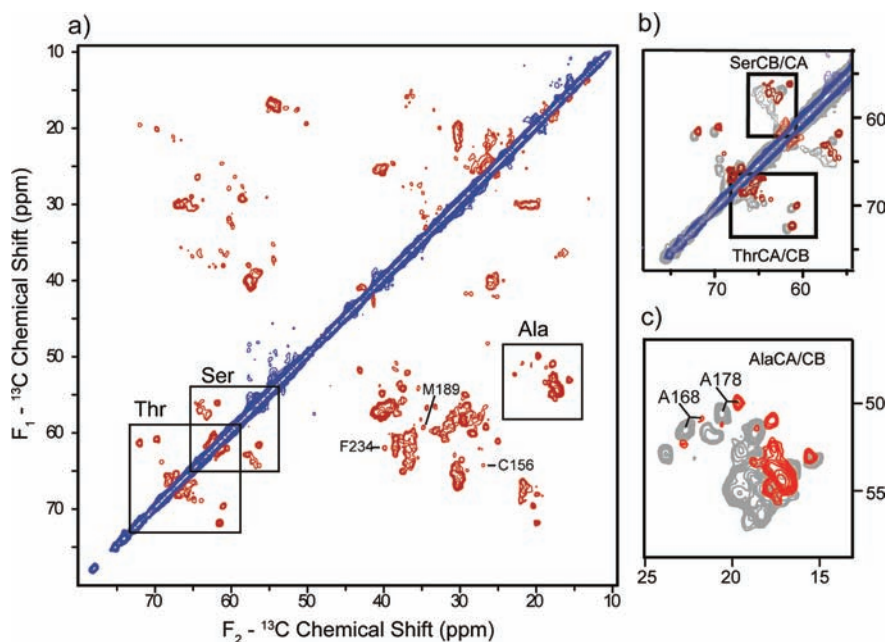 a)
10
20
30
40
50
60
70
F1 - 13C Chemical Shift (ppm)
Thr
Ser
Ala
M189
F234
C156
70 60 50 40 30 20 10
F2 - 13C Chemical Shift (ppm)
b)
SerCB/CA
ThrCA/CB
60
70
70 60
c)
AlaCA/CB
A178
A168
50
55
25 20 15